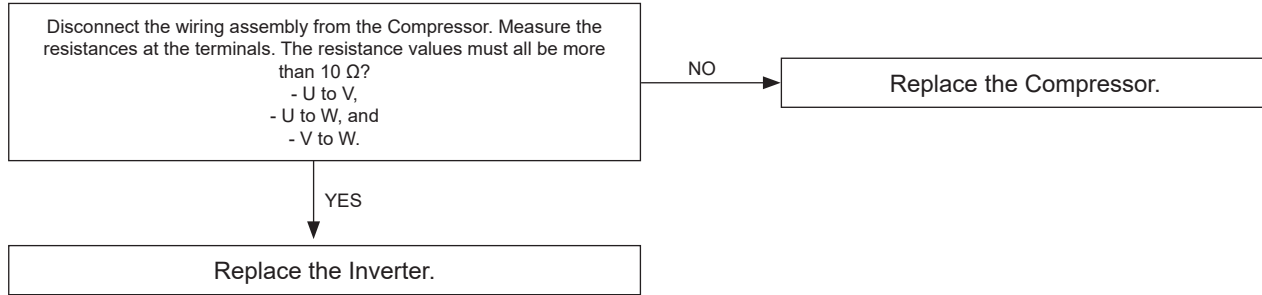 Disconnect the wiring assembly from the Compressor. Measure the
resistances at the terminals. The resistance values must all be more
than 10 Ω?
- U to V,
- U to W, and
- V to W.
NO
Replace the Compressor.
YES
Replace the Inverter.